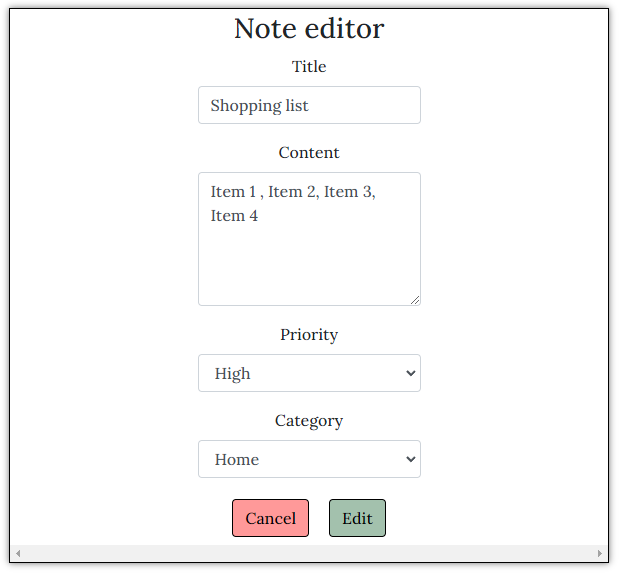 Note editor
Title
Shopping list
Content
Item 1 , Item 2, Item 3,
Item 4
Priority
High
Category
Home
Cancel Edit